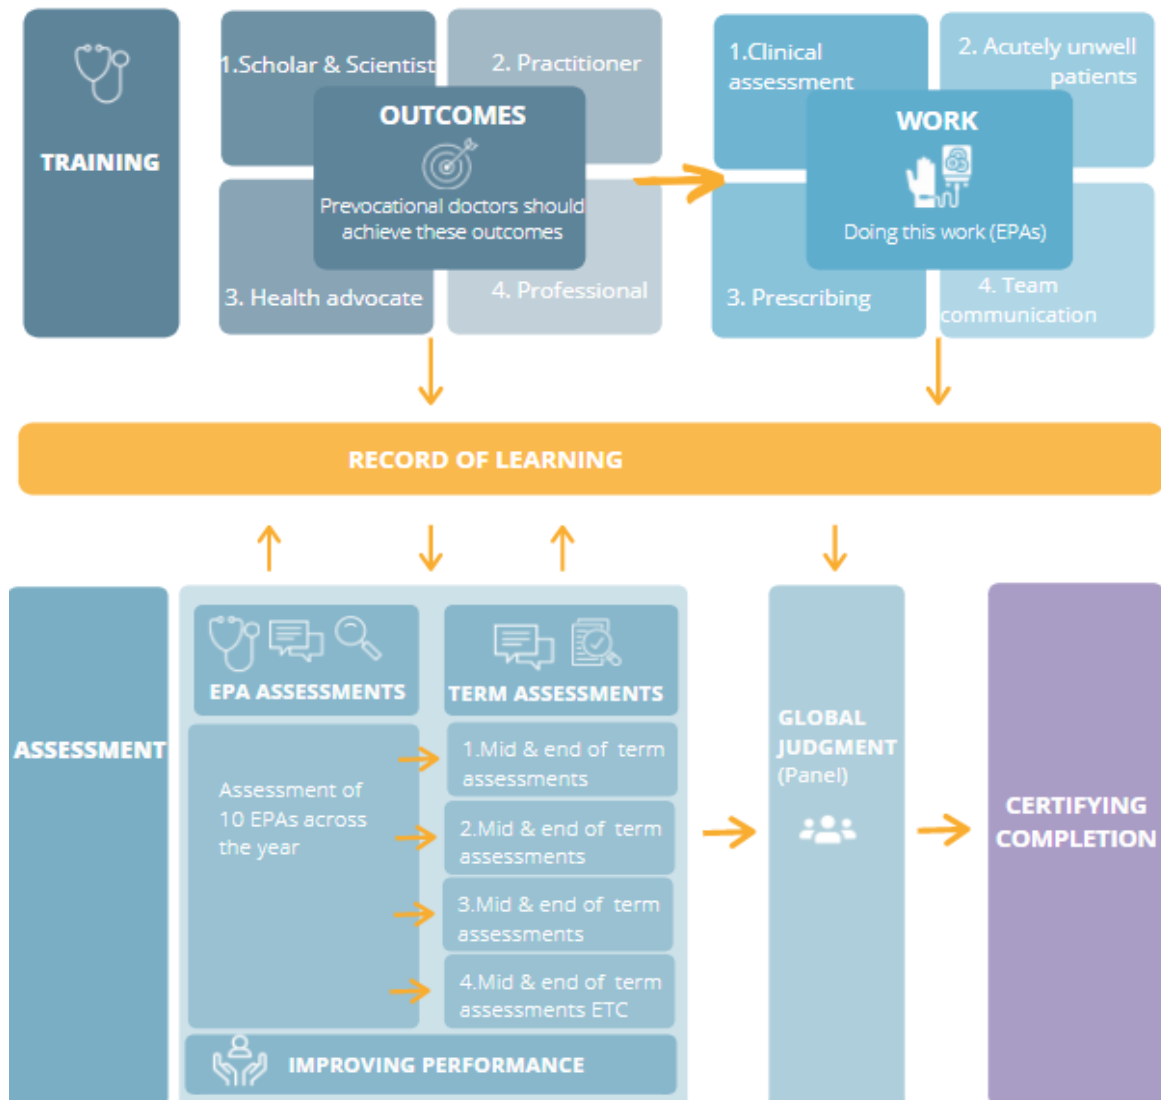 TRAINING
1.Scholar & Scientist
2. Practitioner
OUTCOMES
Prevocational doctors should
achieve these outcomes
3. Health advocate
4. Professional
1.Clinical
assessment
2. Acutely unwell
patients
WORK
Doing this work (EPAs)
3. Prescribing
4. Team
communication
RECORD OF LEARNING
ASSESSMENT
EPA ASSESSMENTS
Assessment of
10 EPAs across
the year
TERM ASSESSMENTS
1.Mid & end of term
assessments
2.Mid & end of term
assessments
3.Mid & end of term
assessments
4.Mid & end of term
assessments ETC
IMPROVING PERFORMANCE
GLOBAL
JUDGMENT
(Panel)
CERTIFYING
COMPLETION